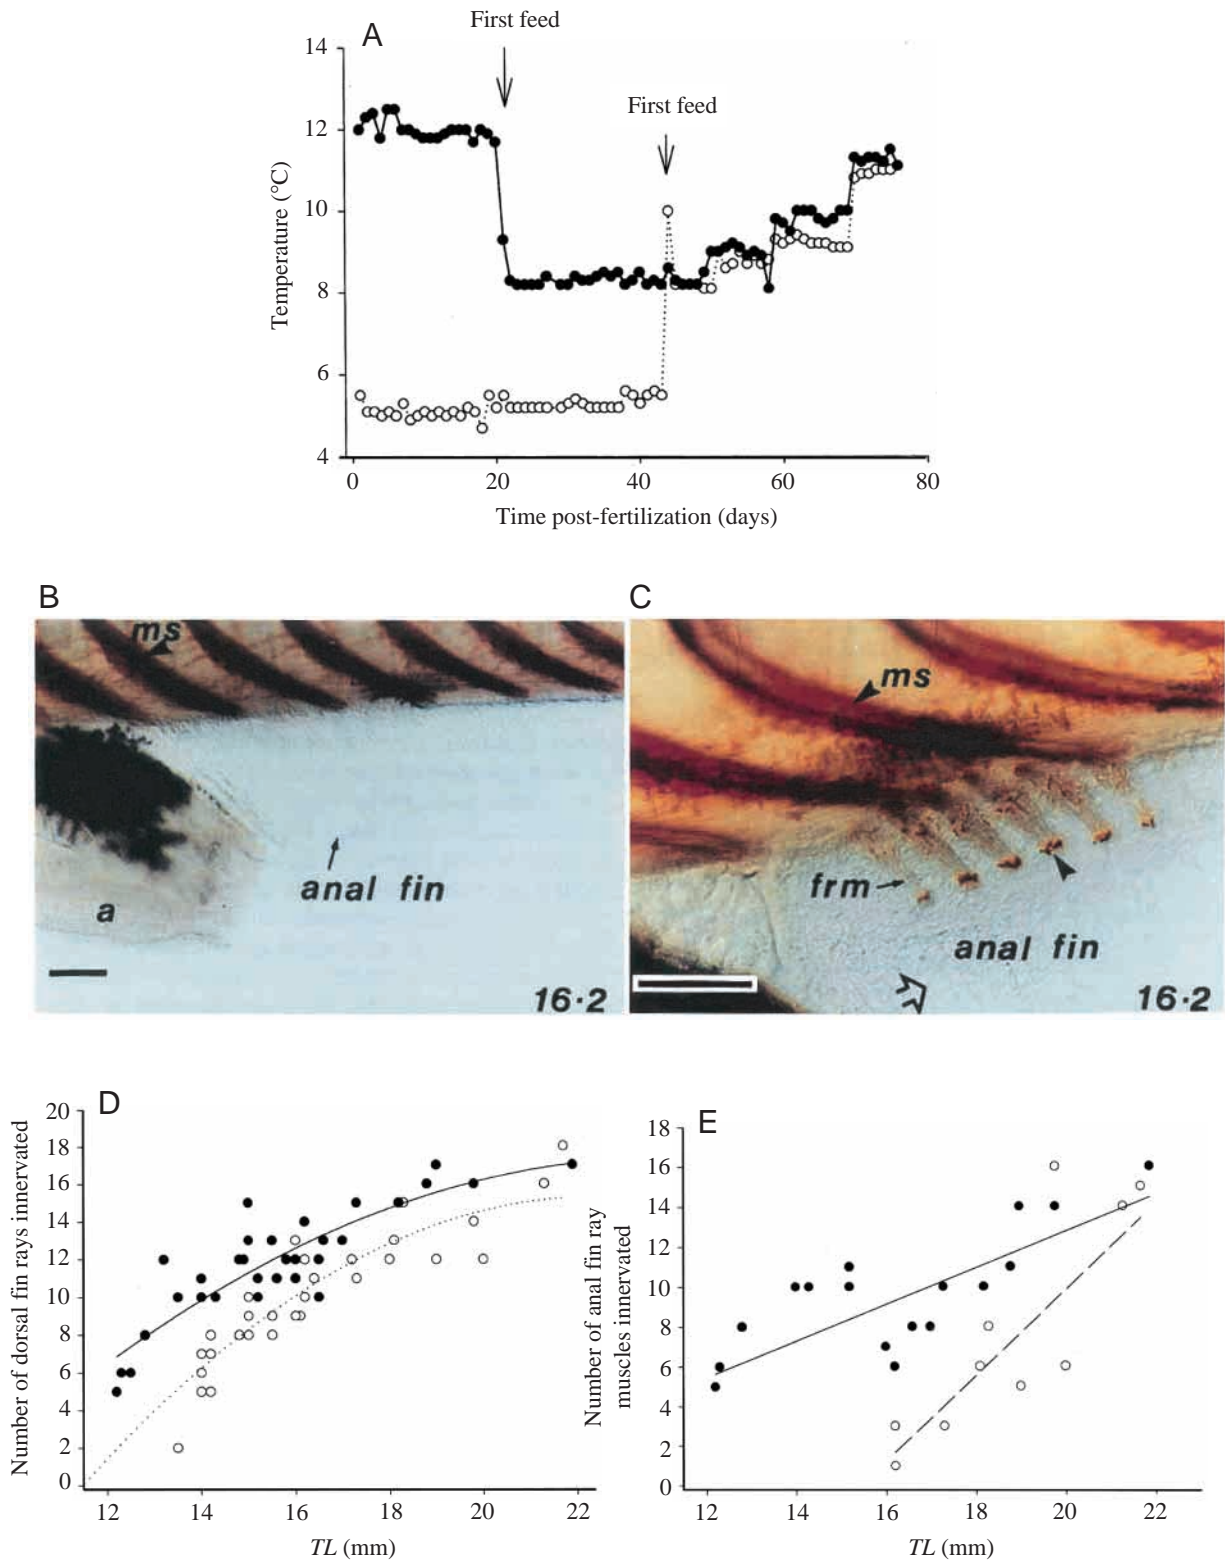 A
First feed
First feed
14
12
10
8
6
4
Temperature (°C)
0 20 40 60 80
Time post-fertilization (days)
B
ms
anal fin
a
16·2
C
ms
frm
anal fin
16·2
D
20
18
16
14
12
10
8
6
4
2
0
Number of dorsal fin rays innervated
12 14 16 18 20 22
TL (mm)
E
18
16
14
12
10
8
6
4
2
0
Number of anal fin ray
muscles innervated
12 14 16 18 20 22
TL (mm)